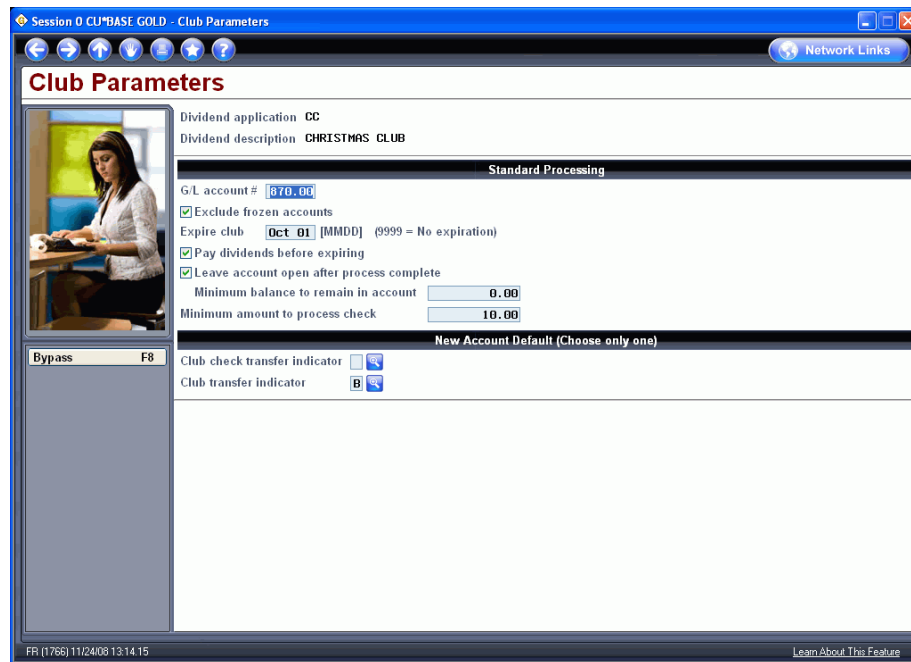 Session 0 CU*BASE GOLD - Club Parameters
Network Links
Club Parameters
Dividend application CC
Dividend description CHRISTMAS CLUB
Standard Processing
G/L account # 870.00
Exclude frozen accounts
Expire club Oct 01 [MMDD] (9999 = No expiration)
Pay dividends before expiring
Leave account open after process complete
Minimum balance to remain in account 0.00
Minimum amount to process check 10.00
New Account Default (Choose only one)
Bypass F8
Club check transfer indicator
Club transfer indicator B
FR (1766) 11/24/08 13:14.15
Learn About This Feature